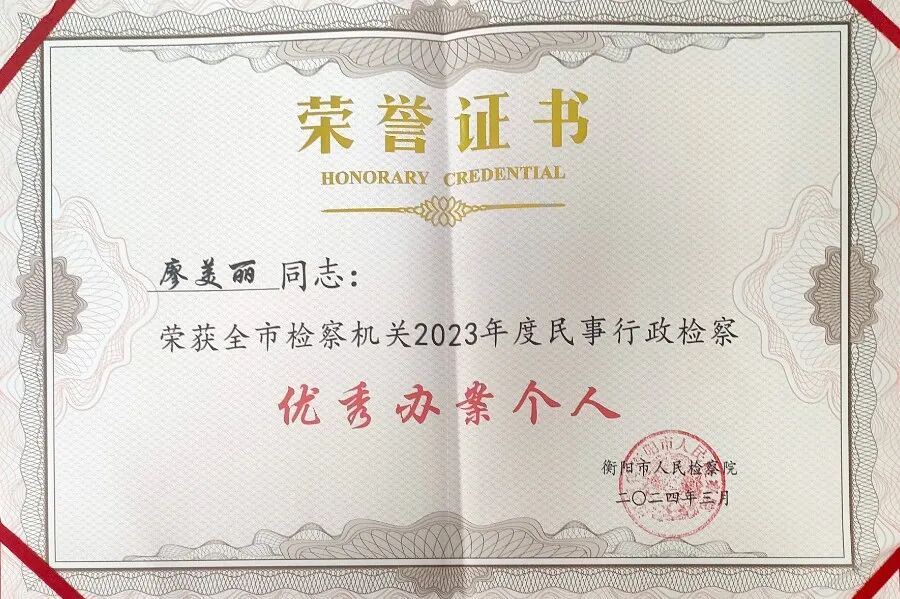 荣誉证书
HONORARY CREDENTIAL
廖美丽同志：
荣获全市检察机关2023年度民事行政检察
优秀办案个人
衡阳市人民检察院
二〇二四年三月